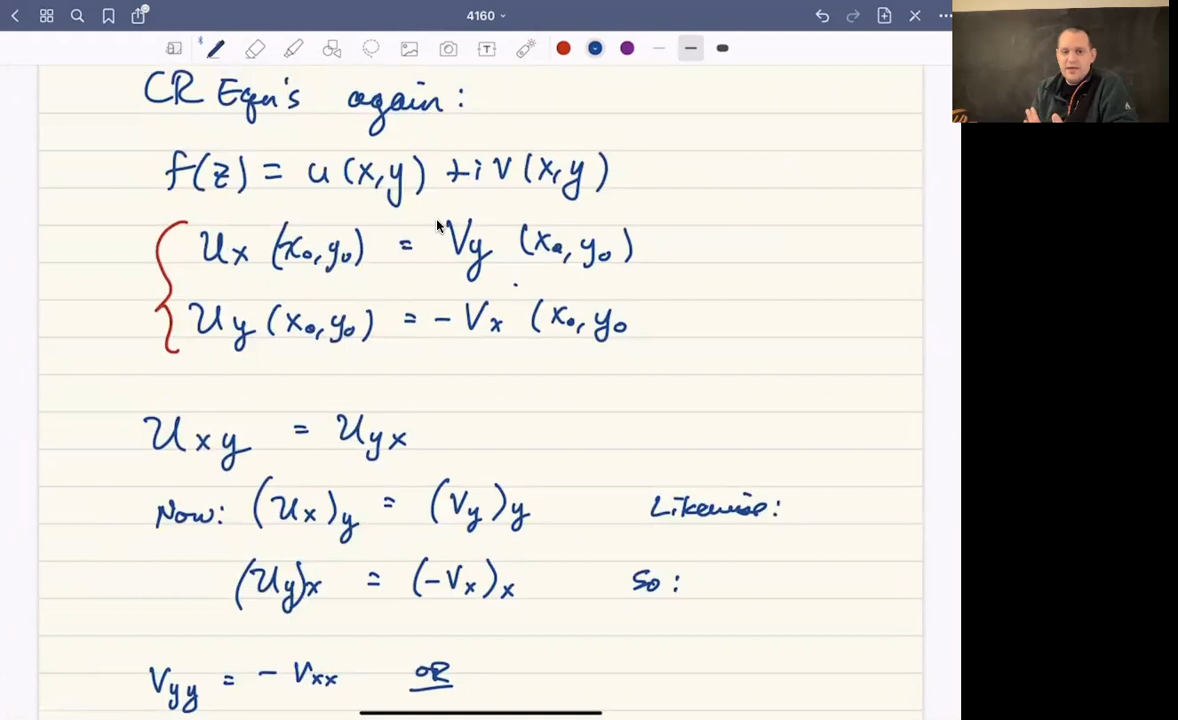 4160
CR Eqn's again:
f(z) = u(x,y) + i v(x,y)
Ux (x₀,y₀) = Vy (x₀,y₀)
Uy (x₀,y₀) = -Vx (x₀,y₀
Uxy = Uyx
Now: (Ux)y = (Vy)y Likewise:
(Uy)x = (-Vx)x So:
Vyy = - Vxx OR